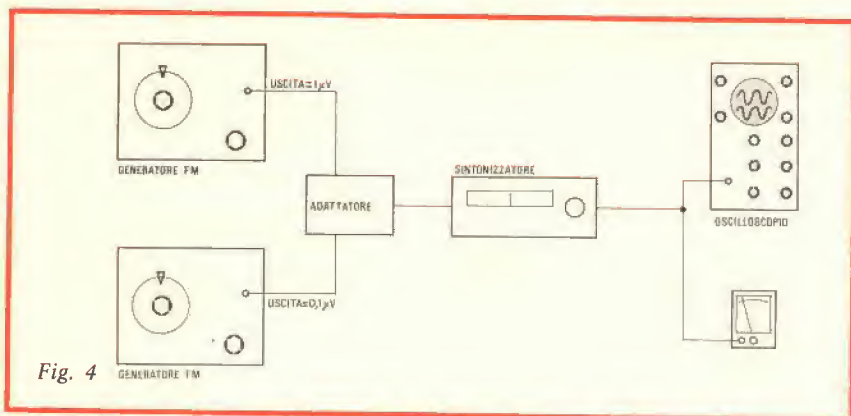 USCITA=1µV
GENERATORE FM
ADATTATORE
SINTONIZZATORE
OSCILLOSCOPIO
USCITA=0,1µV
GENERATORE FM
Fig. 4